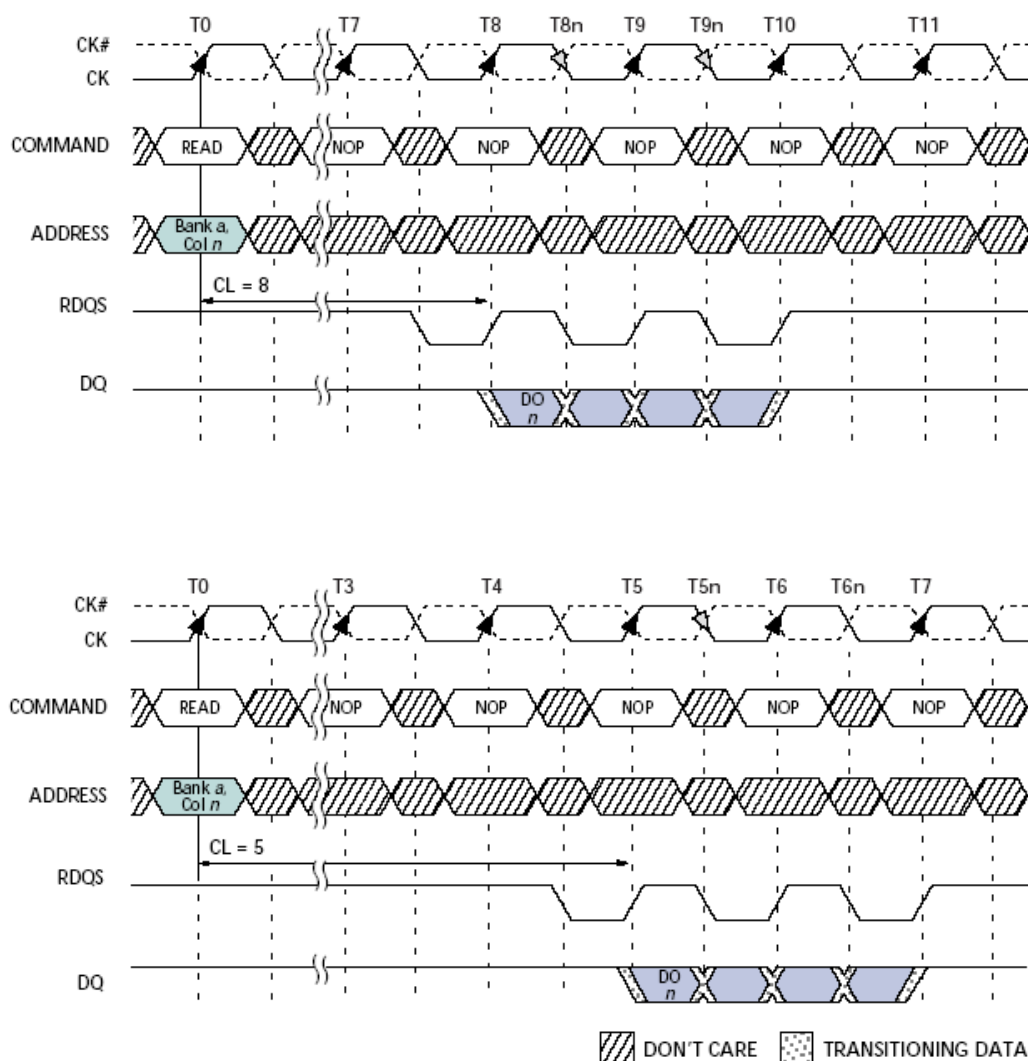 T0 T7 T8 T8n T9 T9n T10 T11
CK#
CK
COMMAND READ NOP NOP NOP NOP NOP
ADDRESS Bank a,
Col n
CL = 8
RDQS
DQ DO
n
T0 T3 T4 T5 T5n T6 T6n T7
CK#
CK
COMMAND READ NOP NOP NOP NOP NOP
ADDRESS Bank a,
Col n
CL = 5
RDQS
DQ DO
n
DON'T CARE TRANSITIONING DATA